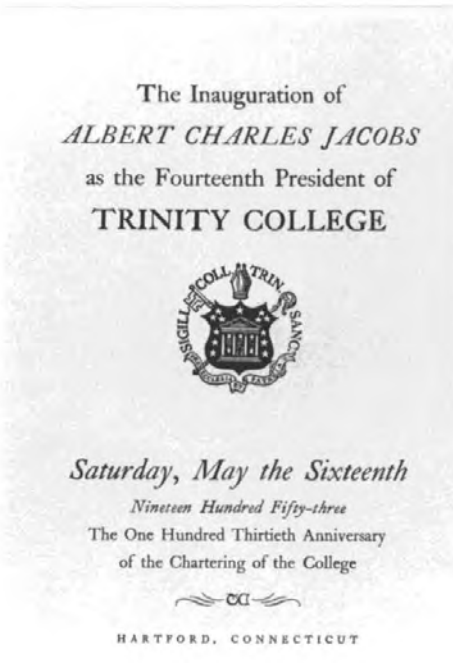 The Inauguration of
ALBERT CHARLES JACOBS
as the Fourteenth President of
TRINITY COLLEGE
SIGILL COLL TRIN SANC
Saturday, May the Sixteenth
Nineteen Hundred Fifty-three
The One Hundred Thirtieth Anniversary
of the Chartering of the College
HARTFORD, CONNECTICUT